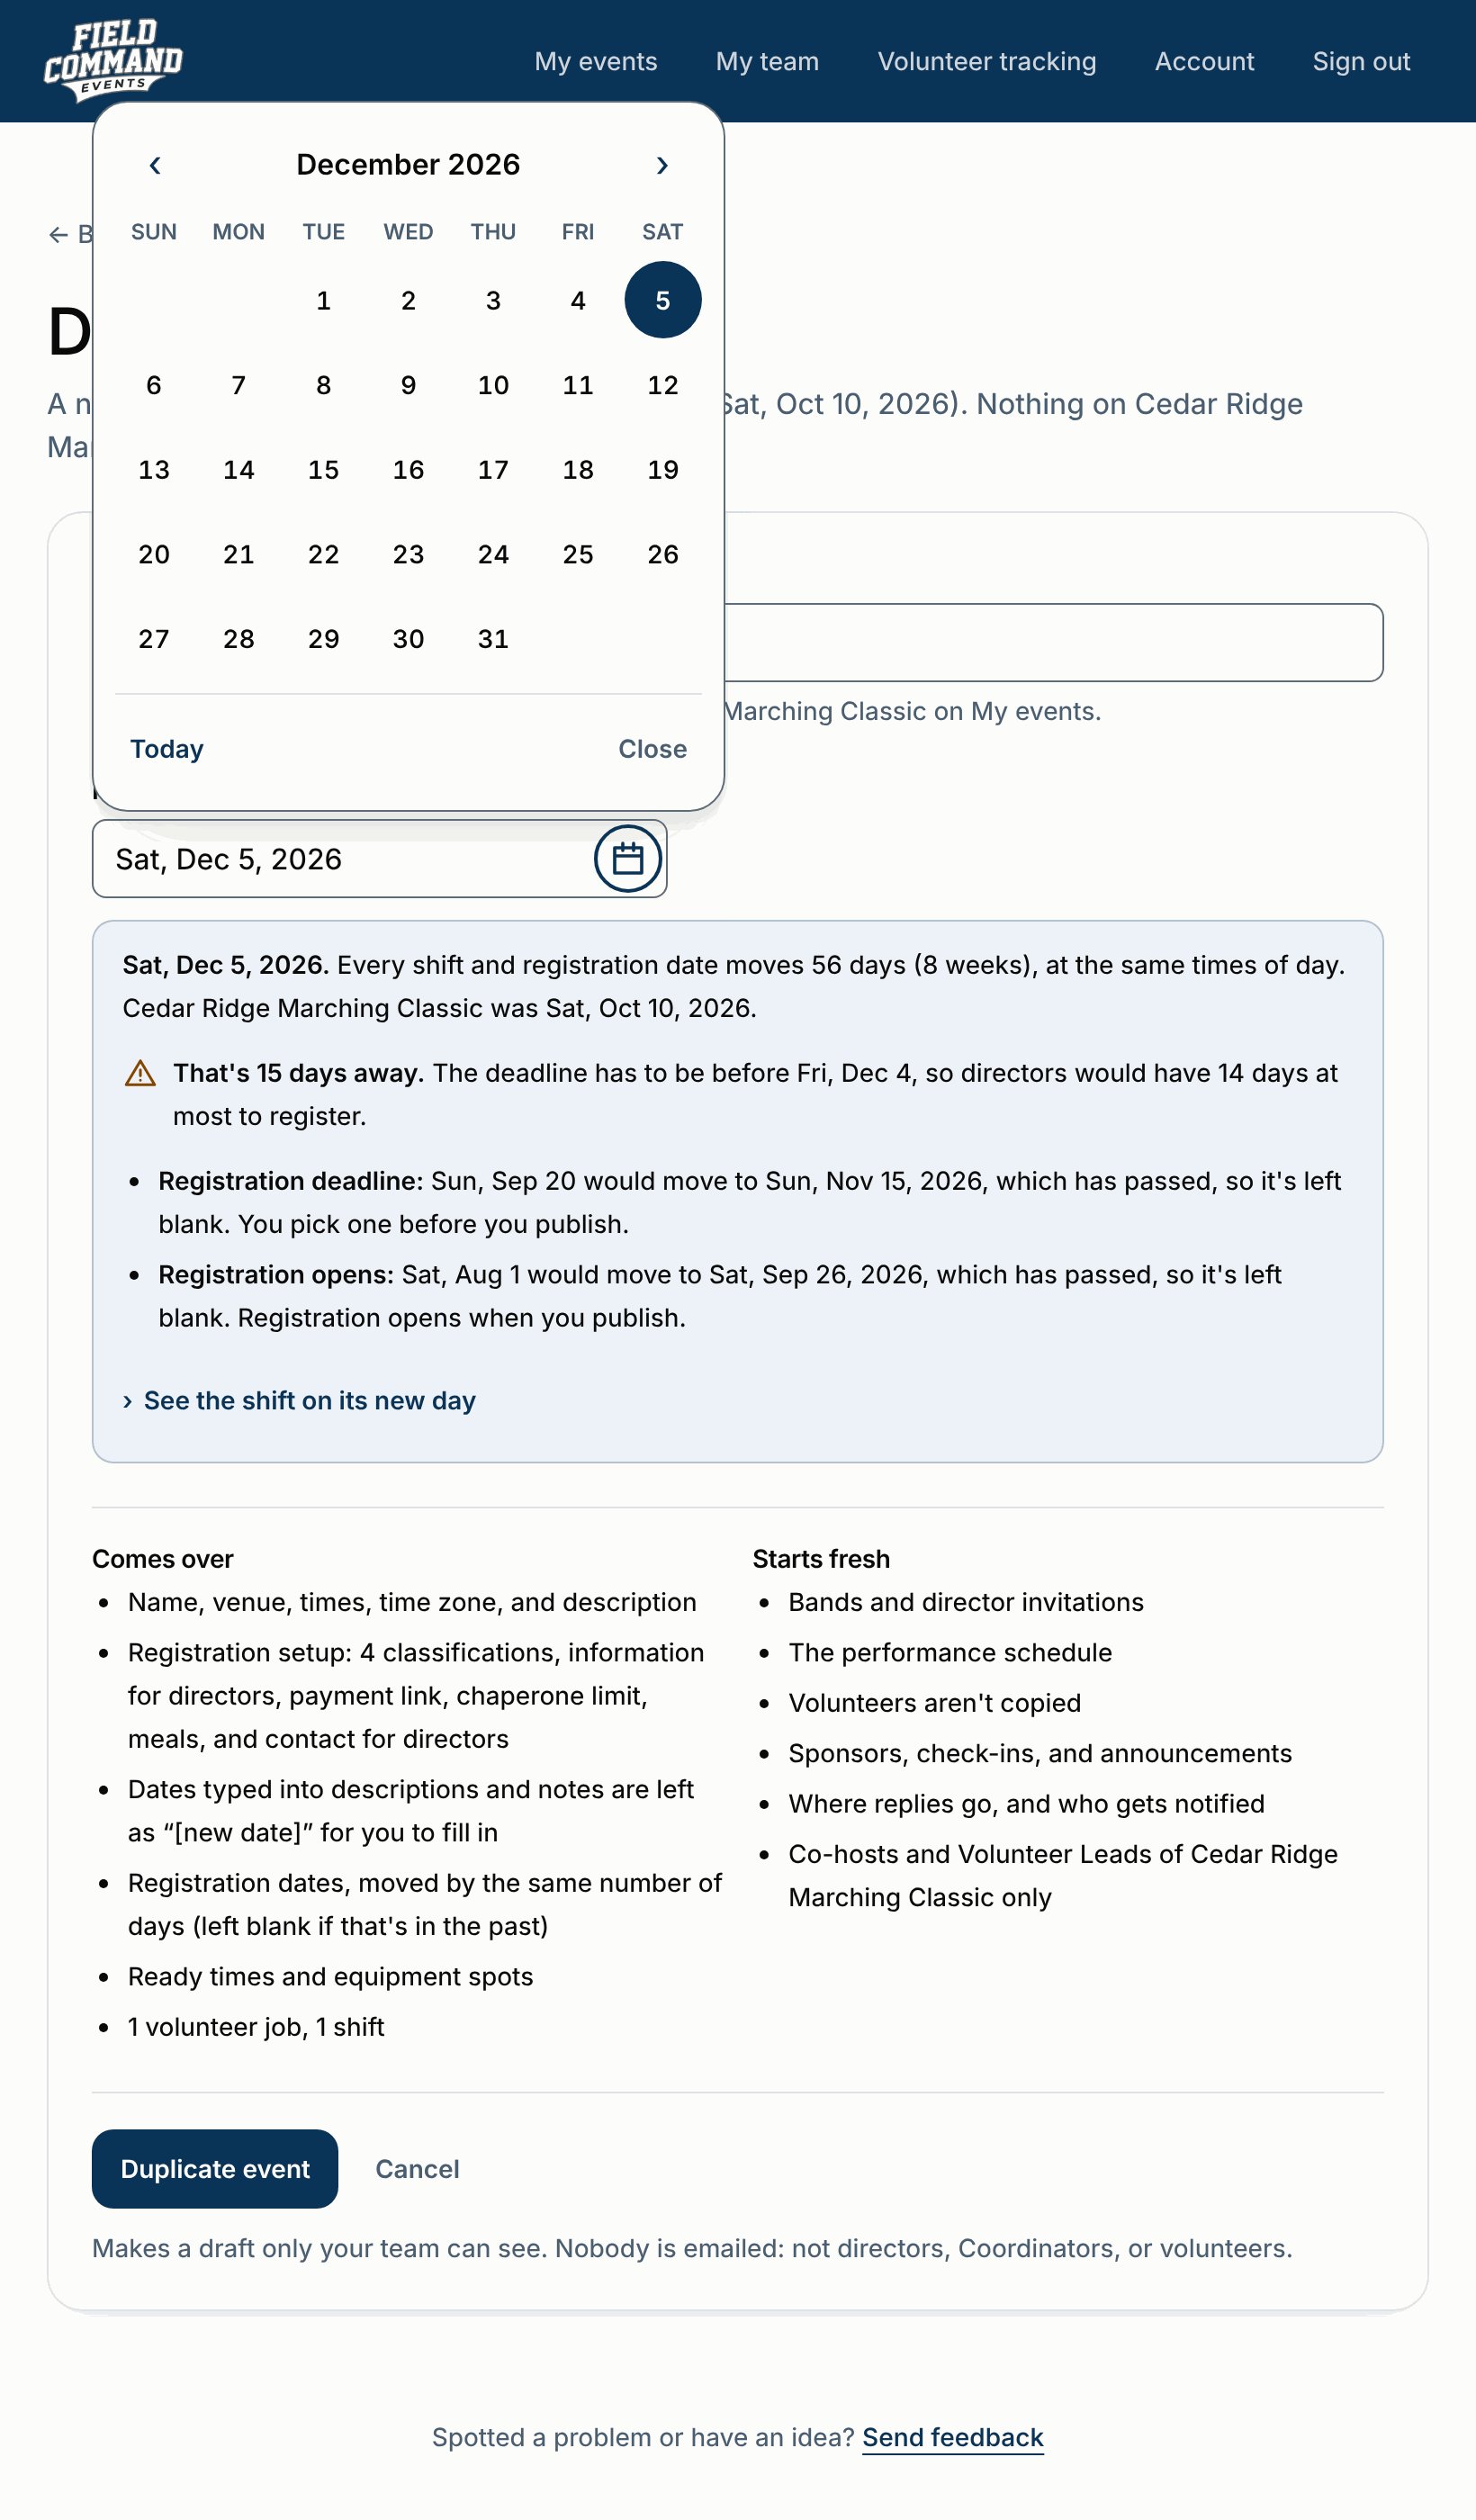 FIELD
COMMAND
EVENTS
My events
My team
Volunteer tracking
Account
Sign out
‹ December 2026 ›
SUN MON TUE WED THU FRI SAT
1 2 3 4 5
6 7 8 9 10 11 12
13 14 15 16 17 18 19
20 21 22 23 24 25 26
27 28 29 30 31
Today
Close
← B
D
A n
Sat, Oct 10, 2026). Nothing on Cedar Ridge
Mar
Marching Classic on My events.
Sat, Dec 5, 2026
Sat, Dec 5, 2026. Every shift and registration date moves 56 days (8 weeks), at the same times of day.
Cedar Ridge Marching Classic was Sat, Oct 10, 2026.
That's 15 days away. The deadline has to be before Fri, Dec 4, so directors would have 14 days at
most to register.
• Registration deadline: Sun, Sep 20 would move to Sun, Nov 15, 2026, which has passed, so it's left
blank. You pick one before you publish.
• Registration opens: Sat, Aug 1 would move to Sat, Sep 26, 2026, which has passed, so it's left
blank. Registration opens when you publish.
› See the shift on its new day
Comes over
• Name, venue, times, time zone, and description
• Registration setup: 4 classifications, information
for directors, payment link, chaperone limit,
meals, and contact for directors
• Dates typed into descriptions and notes are left
as “[new date]” for you to fill in
• Registration dates, moved by the same number of
days (left blank if that's in the past)
• Ready times and equipment spots
• 1 volunteer job, 1 shift
Starts fresh
• Bands and director invitations
• The performance schedule
• Volunteers aren't copied
• Sponsors, check-ins, and announcements
• Where replies go, and who gets notified
• Co-hosts and Volunteer Leads of Cedar Ridge
Marching Classic only
Duplicate event
Cancel
Makes a draft only your team can see. Nobody is emailed: not directors, Coordinators, or volunteers.
Spotted a problem or have an idea? Send feedback